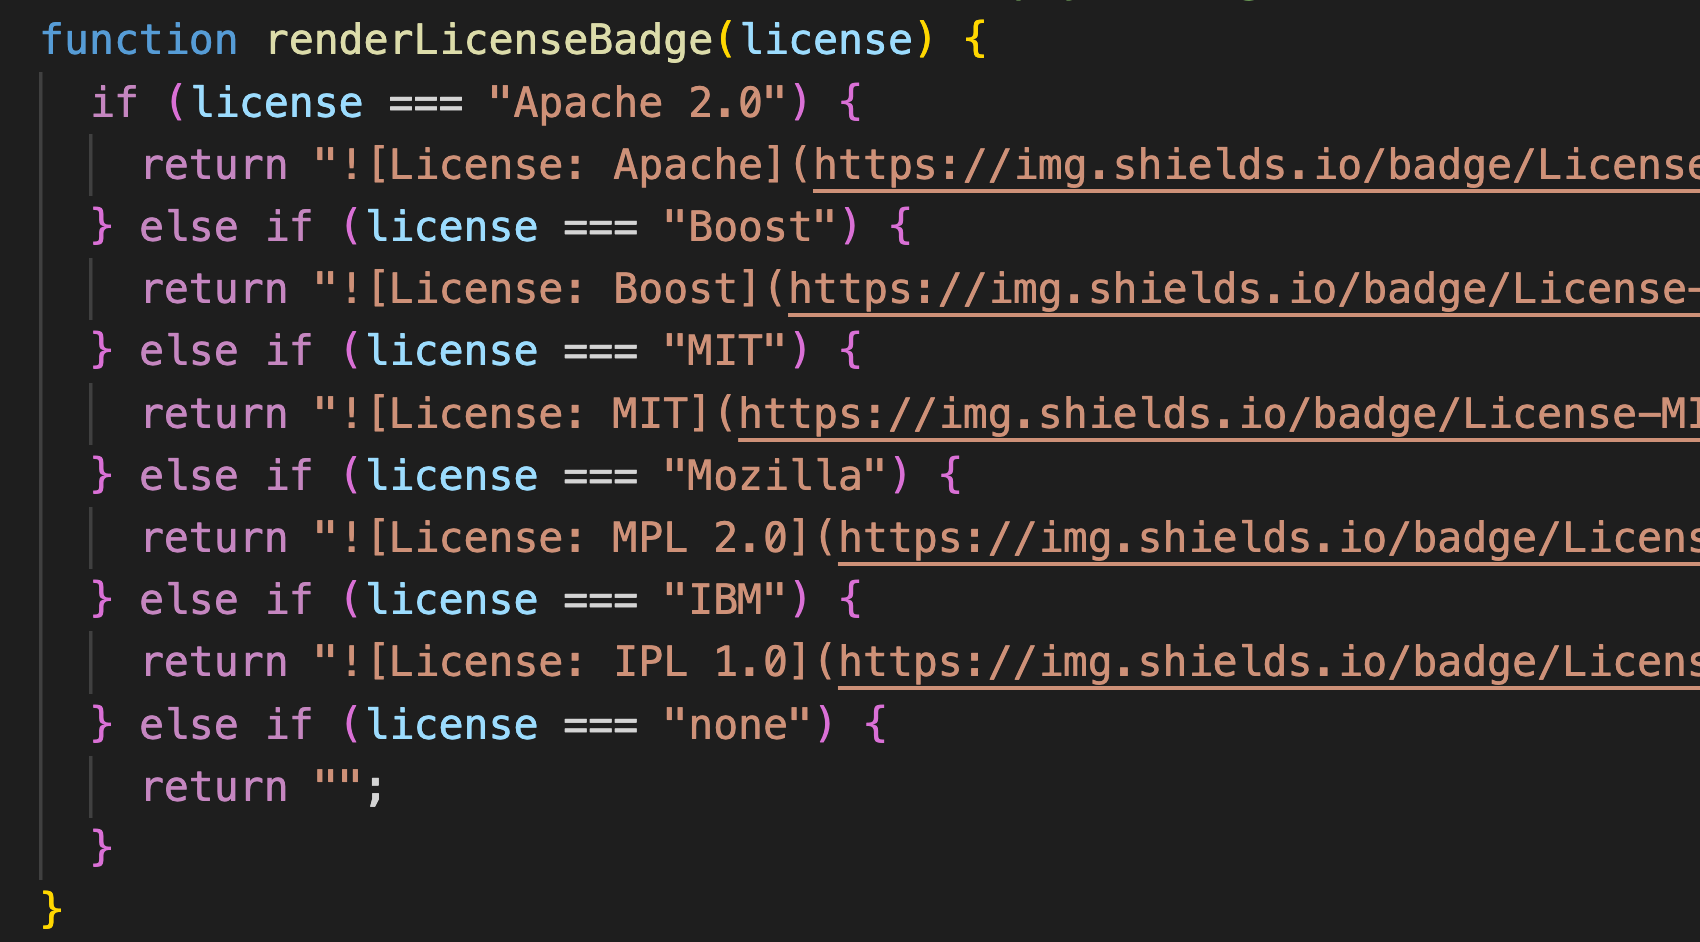 function renderLicenseBadge(license) {
  if (license === "Apache 2.0") {
    return "![License: Apache](https://img.shields.io/badge/License
  } else if (license === "Boost") {
    return "![License: Boost](https://img.shields.io/badge/License-
  } else if (license === "MIT") {
    return "![License: MIT](https://img.shields.io/badge/License-MI
  } else if (license === "Mozilla") {
    return "![License: MPL 2.0](https://img.shields.io/badge/Licens
  } else if (license === "IBM") {
    return "![License: IPL 1.0](https://img.shields.io/badge/Licens
  } else if (license === "none") {
    return "";
  }
}